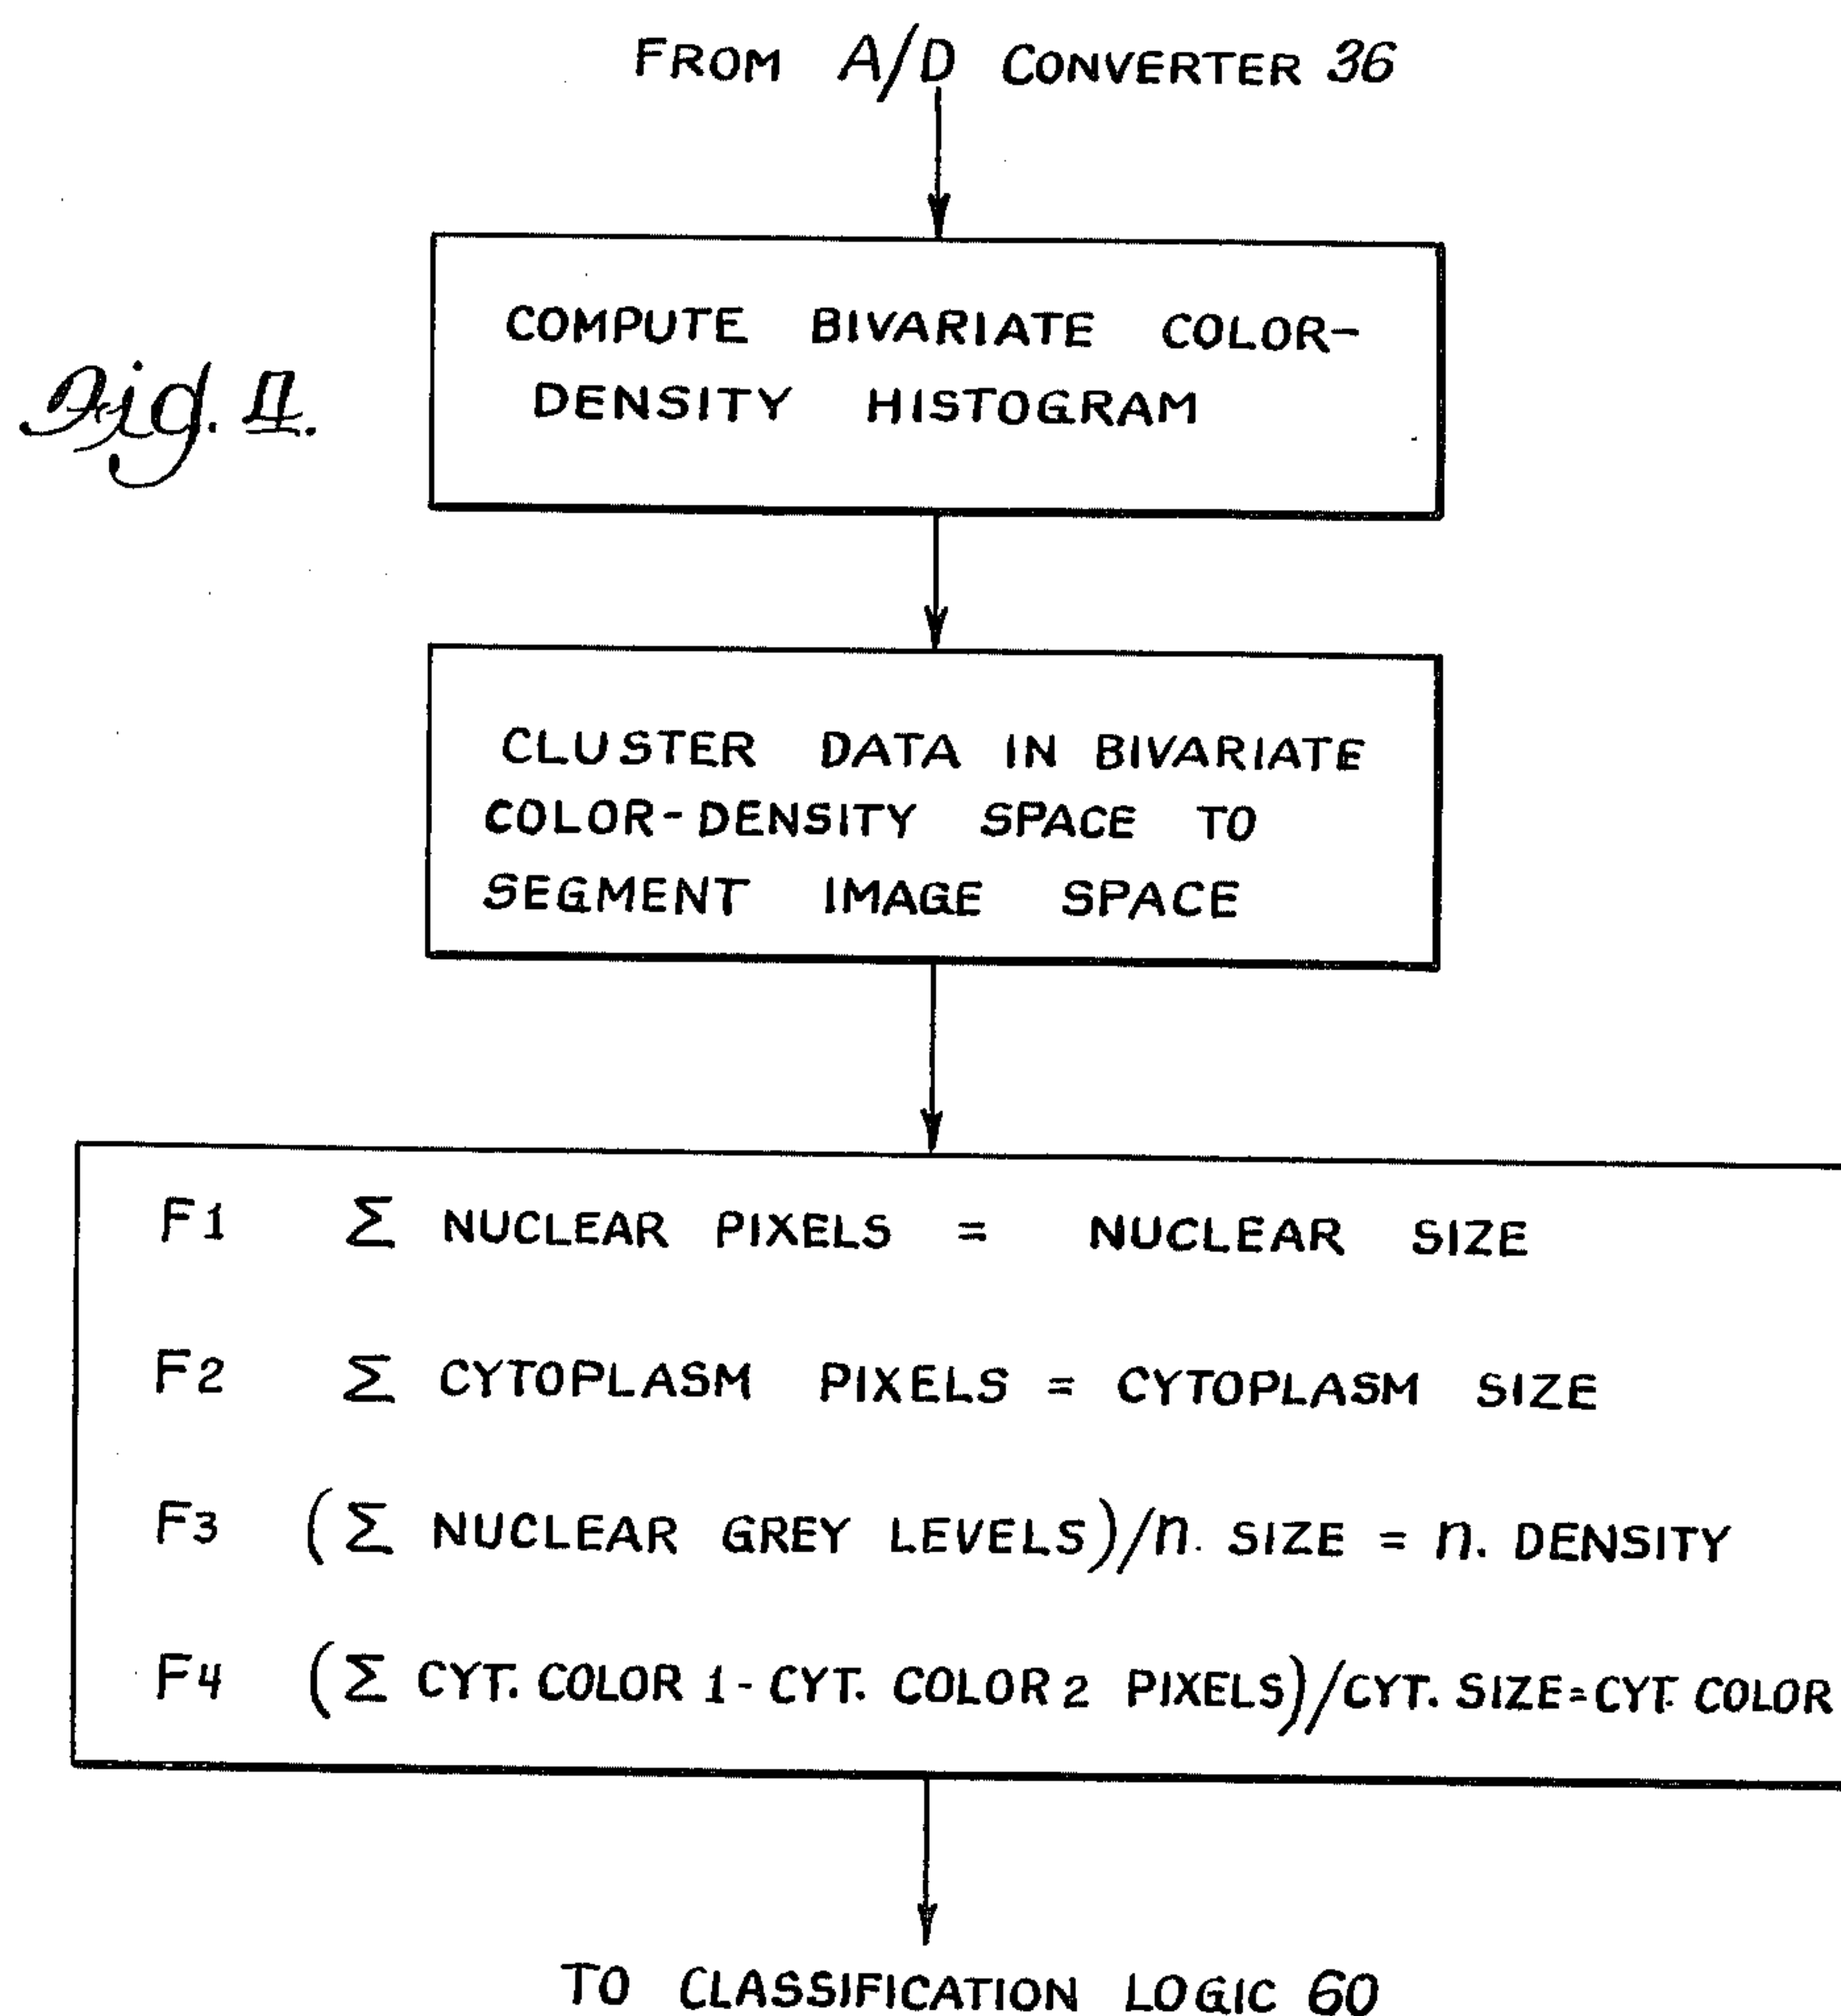 FROM A/D CONVERTER 36
COMPUTE BIVARIATE COLOR-
DENSITY HISTOGRAM
Fig. 4.
CLUSTER DATA IN BIVARIATE
COLOR-DENSITY SPACE TO
SEGMENT IMAGE SPACE
F1 Σ NUCLEAR PIXELS = NUCLEAR SIZE
F2 Σ CYTOPLASM PIXELS = CYTOPLASM SIZE
F3 (Σ NUCLEAR GREY LEVELS)/n. SIZE = n. DENSITY
F4 (Σ CYT. COLOR 1 - CYT. COLOR 2 PIXELS)/CYT. SIZE = CYT. COLOR
TO CLASSIFICATION LOGIC 60